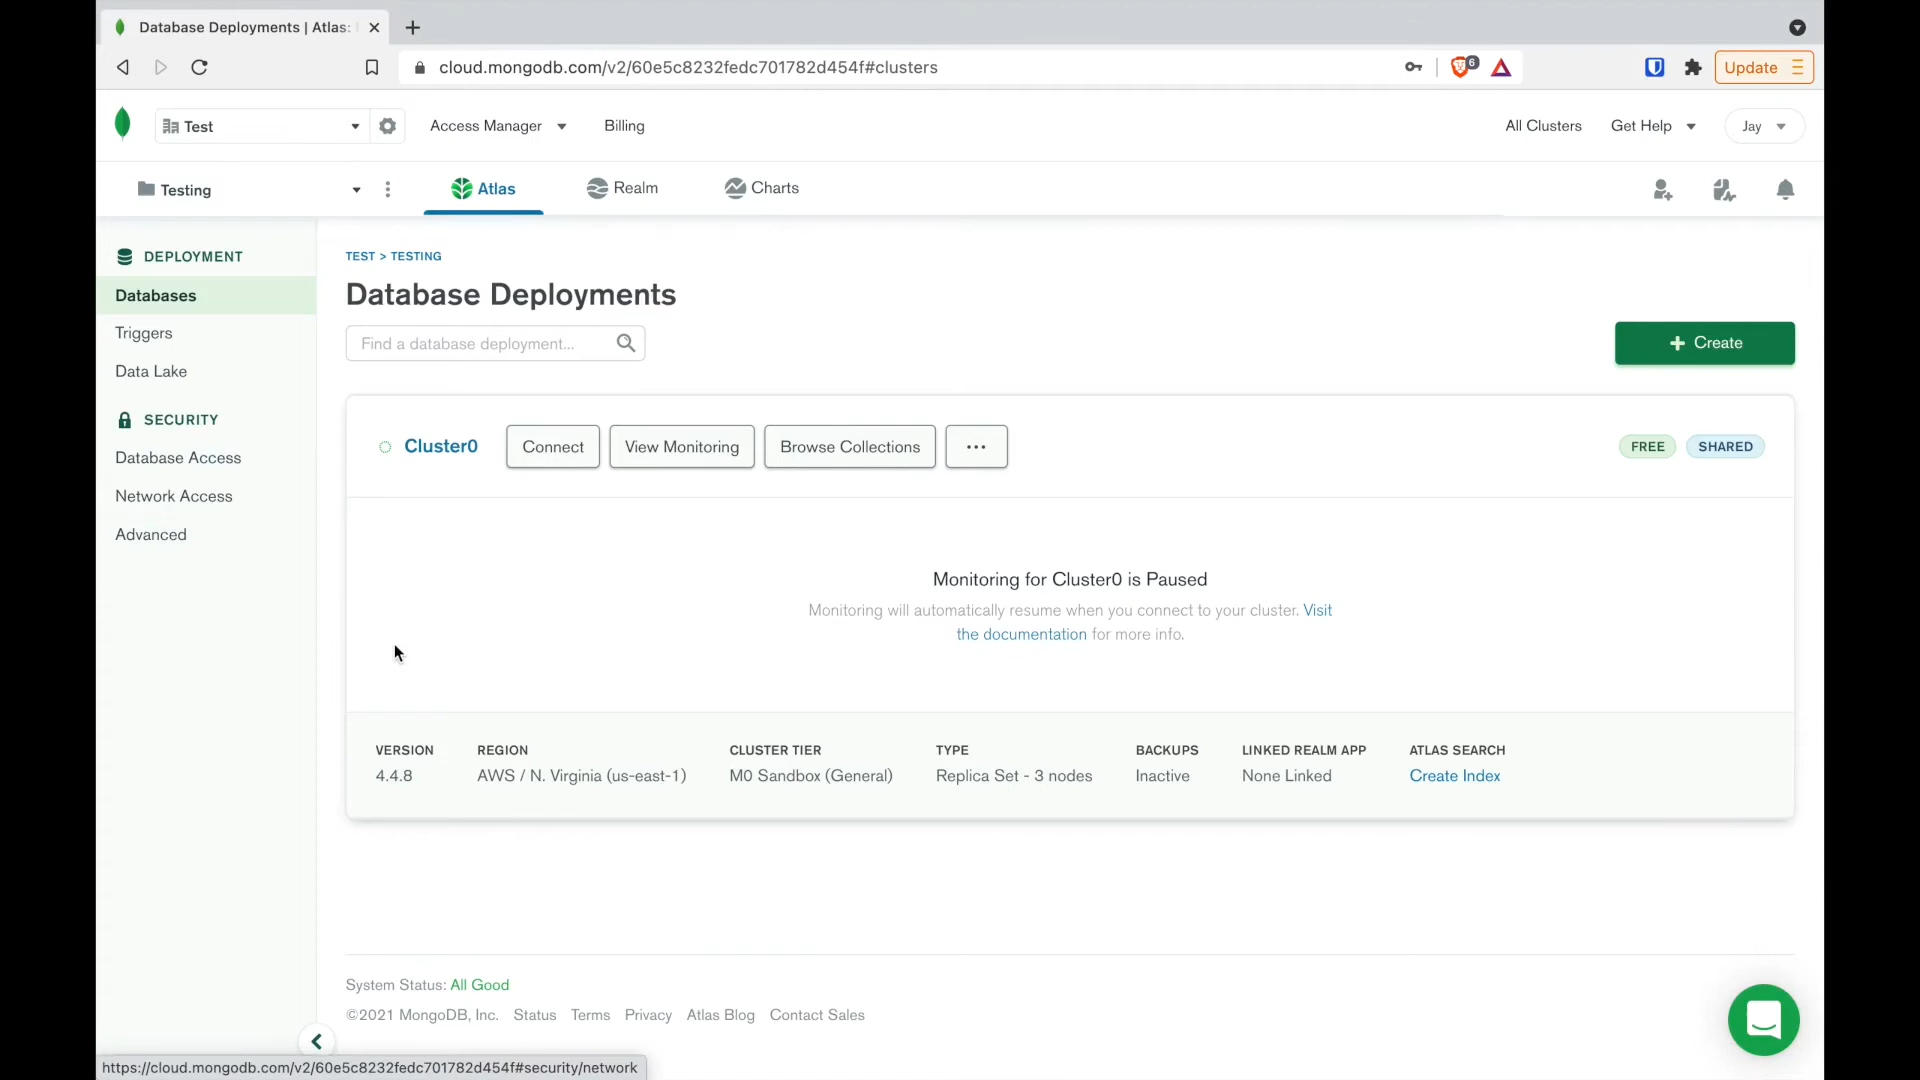 Database Deployments | Atlas:
cloud.mongodb.com/v2/60e5c8232fedc701782d454f#clusters
6
Update
Test
Access Manager
Billing
All Clusters
Get Help
Jay
Testing
Atlas
Realm
Charts
DEPLOYMENT
Databases
Triggers
Data Lake
SECURITY
Database Access
Network Access
Advanced
TEST > TESTING
Database Deployments
Find a database deployment...
+ Create
Cluster0
Connect
View Monitoring
Browse Collections
...
FREE
SHARED
Monitoring for Cluster0 is Paused
Monitoring will automatically resume when you connect to your cluster. Visit
the documentation for more info.
VERSION
4.4.8
REGION
AWS / N. Virginia (us-east-1)
CLUSTER TIER
M0 Sandbox (General)
TYPE
Replica Set - 3 nodes
BACKUPS
Inactive
LINKED REALM APP
None Linked
ATLAS SEARCH
Create Index
System Status: All Good
©2021 MongoDB, Inc. Status Terms Privacy Atlas Blog Contact Sales
https://cloud.mongodb.com/v2/60e5c8232fedc701782d454f#security/network